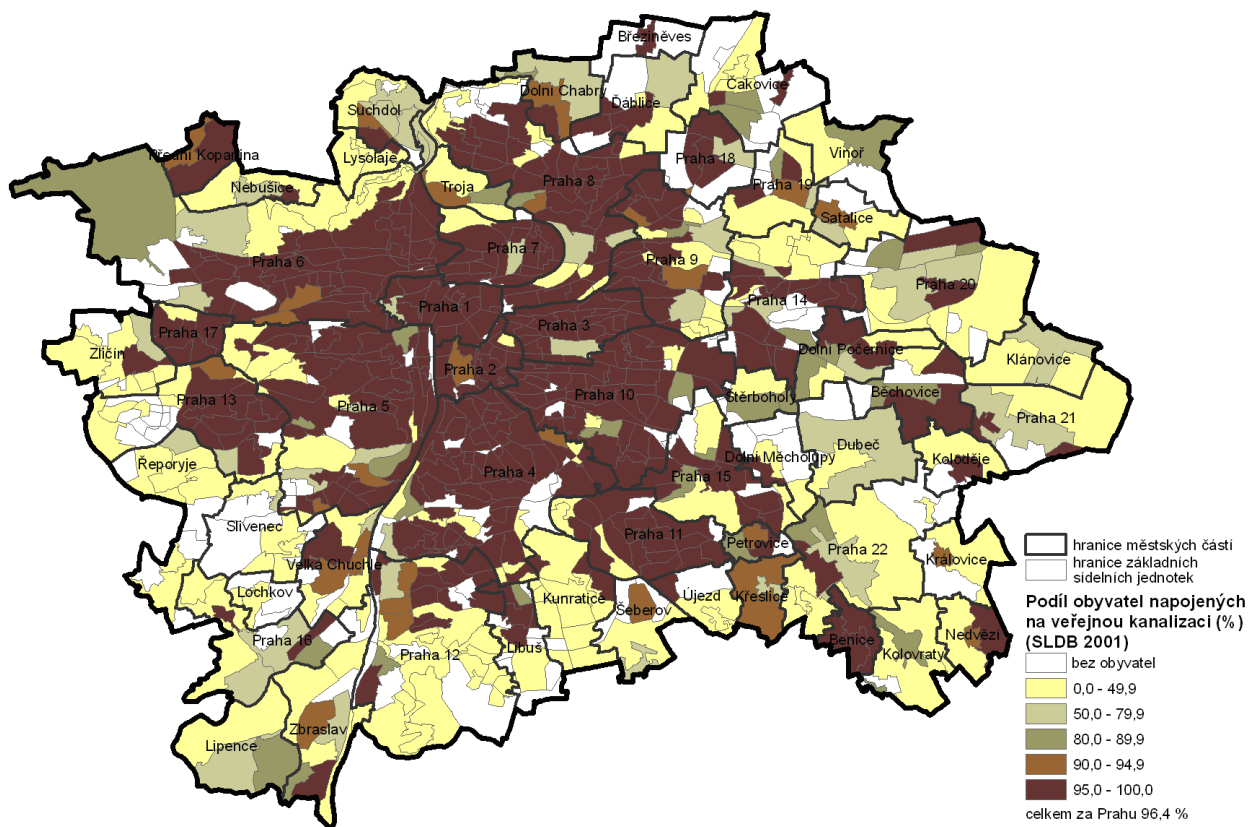 Březiněves
Čakovice
Dolní Chabry
Ďáblice
Suchdol
Přední Kopanina
Lysolaje
Praha 18
Vinoř
Nebušice
Troja
Praha 8
Praha 19
Satalice
Praha 7
Praha 6
Praha 9
Praha 20
Praha 1
Praha 14
Praha 3
Praha 17
Dolní Počernice
Zličín
Klánovice
Praha 2
Štěrboholy
Běchovice
Praha 13
Praha 5
Praha 10
Praha 21
Dubeč
Řeporyje
Dolní Měcholupy
Koloděje
Praha 4
Praha 15
Slivenec
Praha 11
Petrovice
Praha 22
Královice
Velká Chuchle
Lochkov
Kunratice
Šeberov
Újezd
Křeslice
Praha 16
Libuš
Benice
Nedvězí
Praha 12
Kolovraty
Zbraslav
Lipence
hranice městských částí
hranice základních
sídelních jednotek
Podíl obyvatel napojených
na veřejnou kanalizaci (%)
(SLDB 2001)
bez obyvatel
0,0 - 49,9
50,0 - 79,9
80,0 - 89,9
90,0 - 94,9
95,0 - 100,0
celkem za Prahu 96,4 %